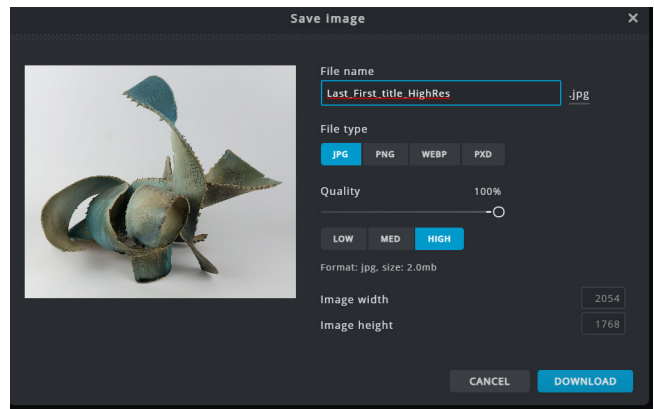 Save image ×
File name
Last_First_title_HighRes .jpg
File type
JPG PNG WEBP PXD
Quality 100%
LOW MED HIGH
Format: jpg, size: 2.0mb
Image width 2054
Image height 1768
CANCEL DOWNLOAD